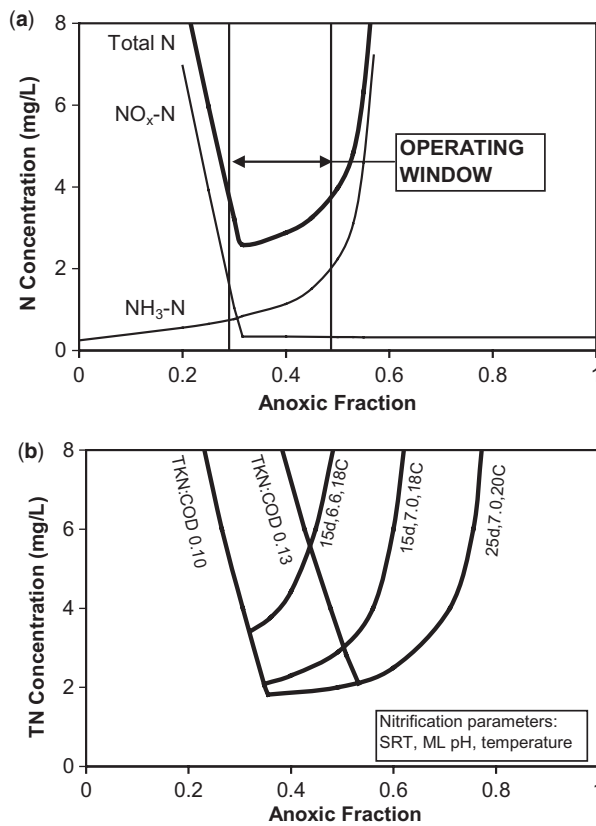 (a)
8
6
4
2
0
N Concentration (mg/L)
Total N
NOx-N
NH3-N
OPERATING
WINDOW
0
0.2
0.4
0.6
0.8
1
Anoxic Fraction
(b)
8
6
4
2
0
TN Concentration (mg/L)
TKN:COD 0.10
TKN:COD 0.13
15d,6.6,18C
15d,7.0,18C
25d,7.0,20C
Nitrification parameters:
SRT, ML pH, temperature
0
0.2
0.4
0.6
0.8
1
Anoxic Fraction